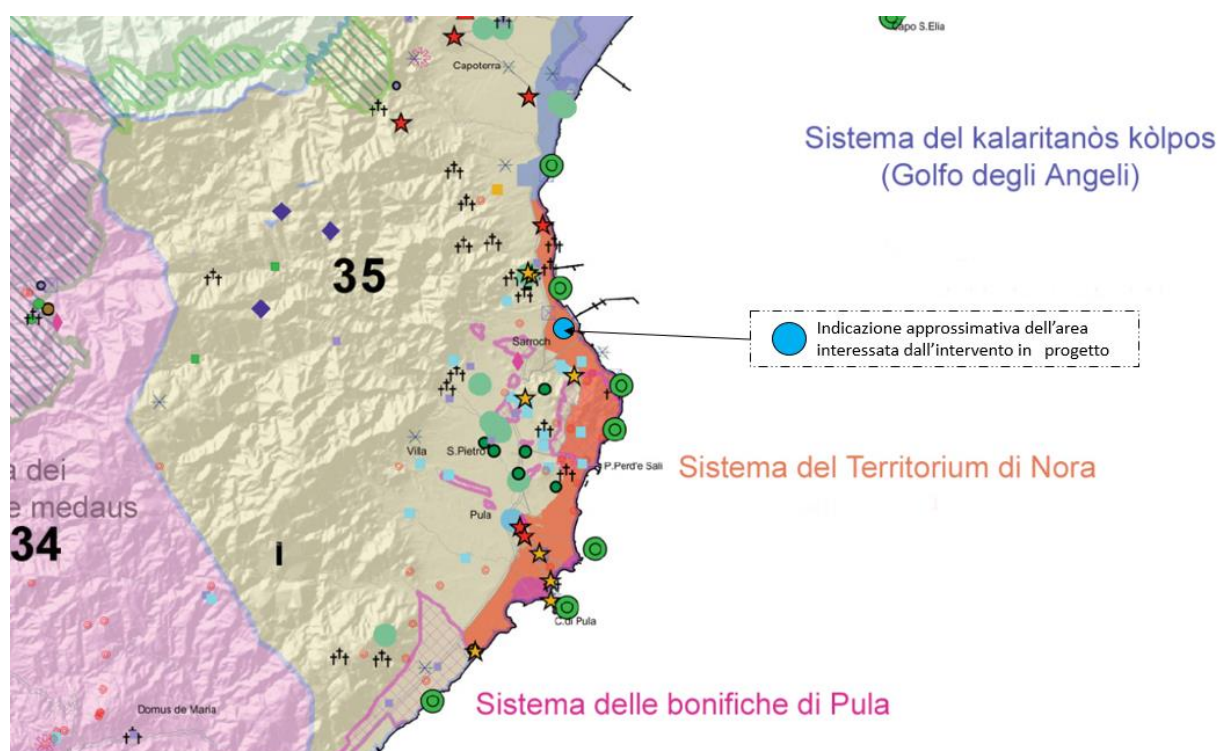 Capo S.Elia
Capoterra
Sistema del kalaritanòs kòlpos
(Golfo degli Angeli)
35
Indicazione approssimativa dell'area
interessata dall'intervento in progetto
Sarroch
Villa S.Pietro
P.Perd'e Sali
Sistema del Territorium di Nora
a dei
e medaus
34
Pula
i
C.di Pula
Sistema delle bonifiche di Pula
Domus de Maria